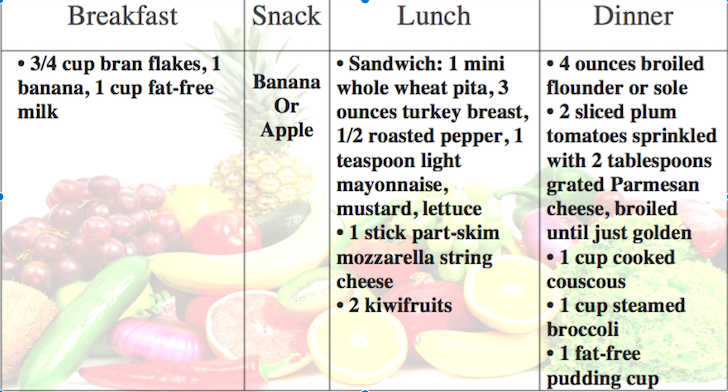 Breakfast
Snack
Lunch
Dinner
• 3/4 cup bran flakes, 1
banana, 1 cup fat-free
milk
Banana
Or
Apple
• Sandwich: 1 mini
whole wheat pita, 3
ounces turkey breast,
1/2 roasted pepper, 1
teaspoon light
mayonnaise,
mustard, lettuce
• 1 stick part-skim
mozzarella string
cheese
• 2 kiwifruits
• 4 ounces broiled
flounder or sole
• 2 sliced plum
tomatoes sprinkled
with 2 tablespoons
grated Parmesan
cheese, broiled
until just golden
• 1 cup cooked
couscous
• 1 cup steamed
broccoli
• 1 fat-free
pudding cup